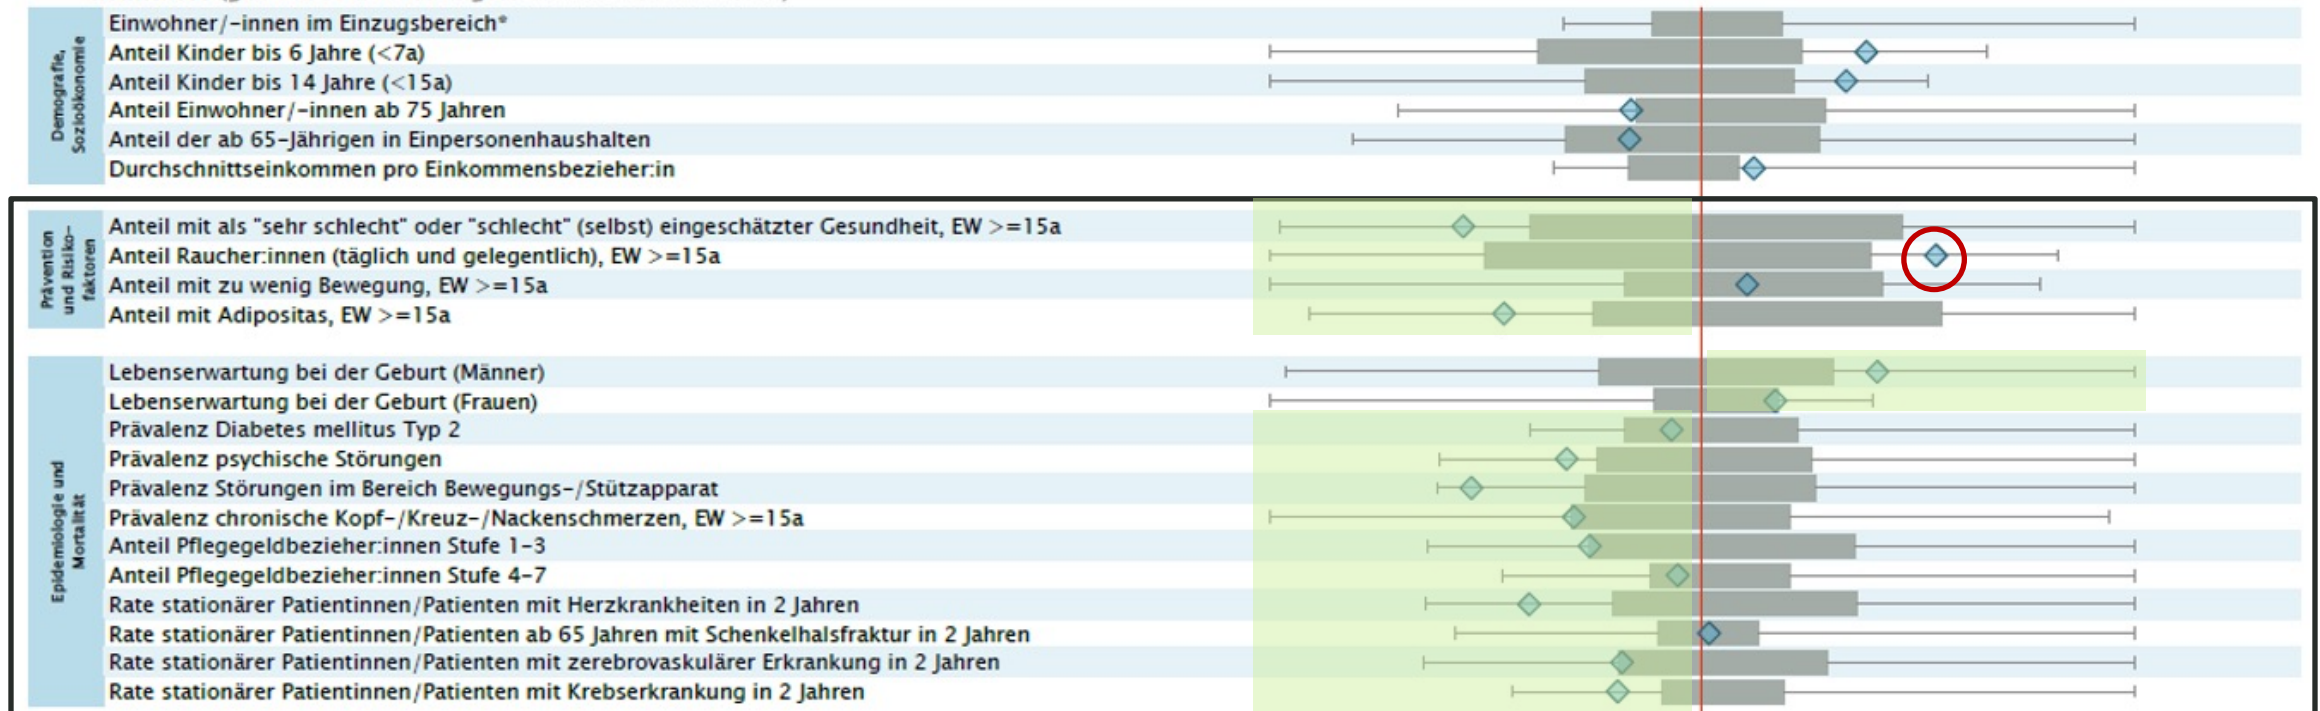 Demografie,
Sozioökonomie
Einwohner/-innen im Einzugsbereich*
Anteil Kinder bis 6 Jahre (<7a)
Anteil Kinder bis 14 Jahre (<15a)
Anteil Einwohner/-innen ab 75 Jahren
Anteil der ab 65-Jährigen in Einpersonenhaushalten
Durchschnittseinkommen pro Einkommensbezieher:in
Prävention
und Risiko-
faktoren
Anteil mit als "sehr schlecht" oder "schlecht" (selbst) eingeschätzter Gesundheit, EW >=15a
Anteil Raucher:innen (täglich und gelegentlich), EW >=15a
Anteil mit zu wenig Bewegung, EW >=15a
Anteil mit Adipositas, EW >=15a
Epidemiologie und
Mortalität
Lebenserwartung bei der Geburt (Männer)
Lebenserwartung bei der Geburt (Frauen)
Prävalenz Diabetes mellitus Typ 2
Prävalenz psychische Störungen
Prävalenz Störungen im Bereich Bewegungs-/Stützapparat
Prävalenz chronische Kopf-/Kreuz-/Nackenschmerzen, EW >=15a
Anteil Pflegegeldbezieher:innen Stufe 1-3
Anteil Pflegegeldbezieher:innen Stufe 4-7
Rate stationärer Patientinnen/Patienten mit Herzkrankheiten in 2 Jahren
Rate stationärer Patientinnen/Patienten ab 65 Jahren mit Schenkelhalsfraktur in 2 Jahren
Rate stationärer Patientinnen/Patienten mit zerebrovaskulärer Erkrankung in 2 Jahren
Rate stationärer Patientinnen/Patienten mit Krebserkrankung in 2 Jahren